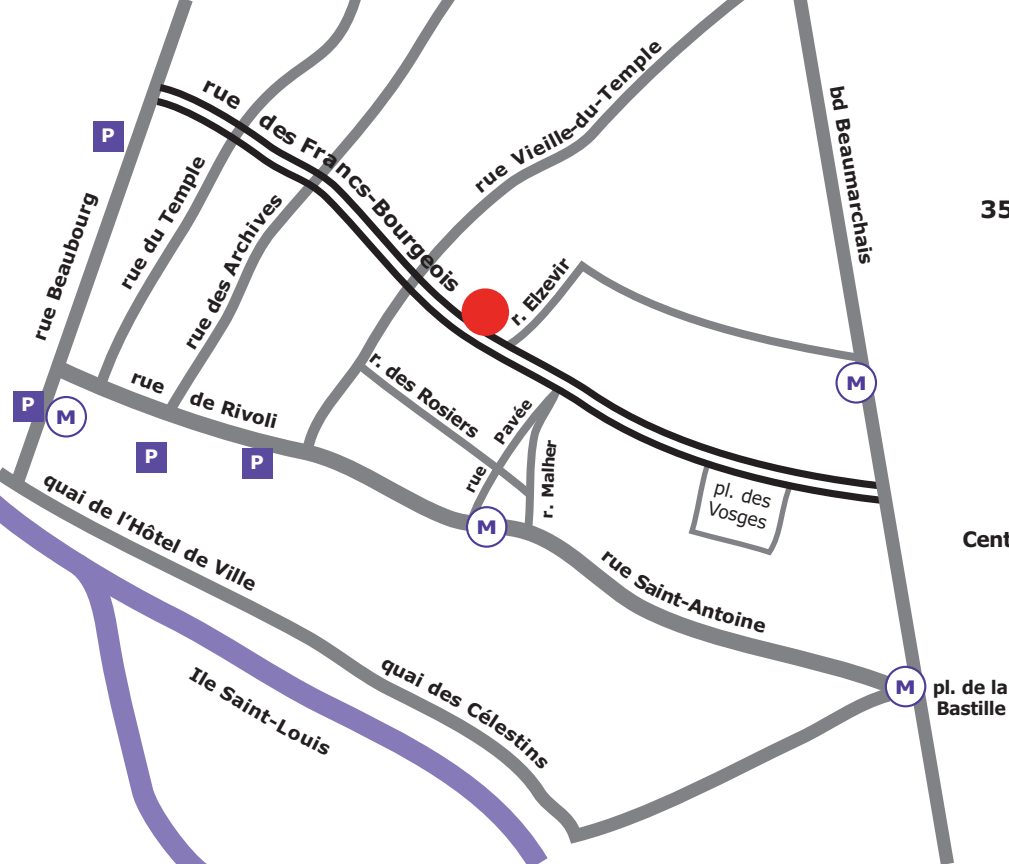 rue des Francs-Bourgeois
rue Vieille-du-Temple
bd Beaumarchais
P
rue du Temple
rue des Archives
rue Beaubourg
35
r. Elzevir
r. des Rosiers
rue Pavée
r. Malher
rue de Rivoli
M
P
M
P
P
pl. des
Vosges
M
quai de l'Hôtel de Ville
Cent
rue Saint-Antoine
Ile Saint-Louis
quai des Célestins
M
pl. de la
Bastille